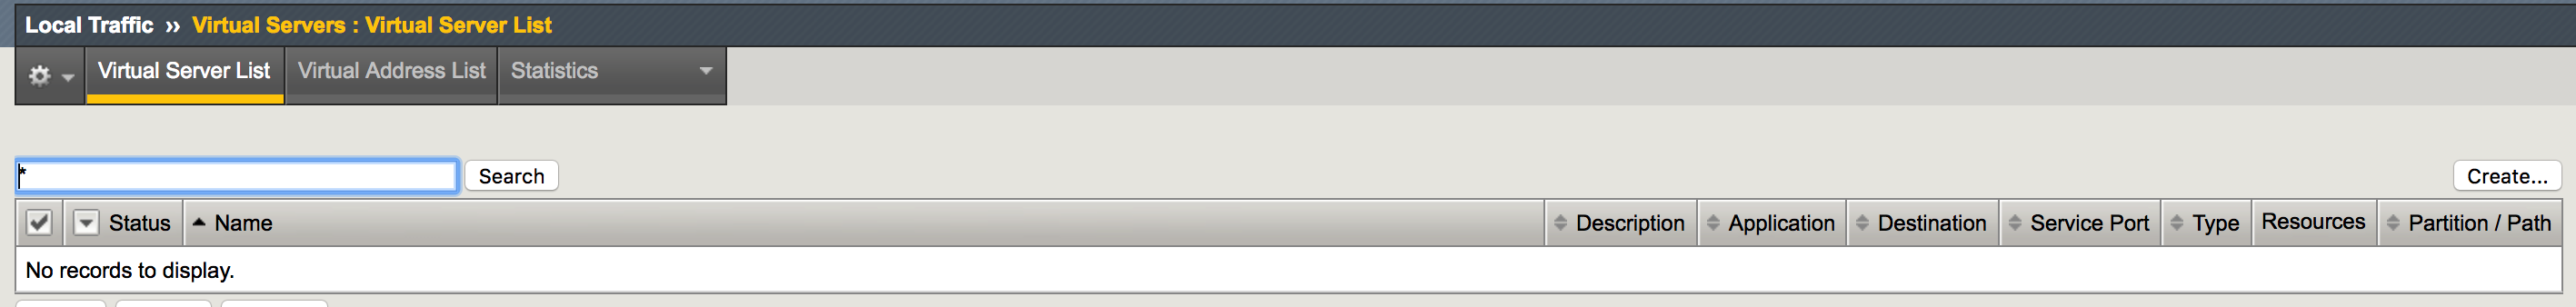 Local Traffic ›› Virtual Servers : Virtual Server List
Virtual Server List Virtual Address List Statistics
* Search Create...
Status Name Description Application Destination Service Port Type Resources Partition / Path
No records to display.